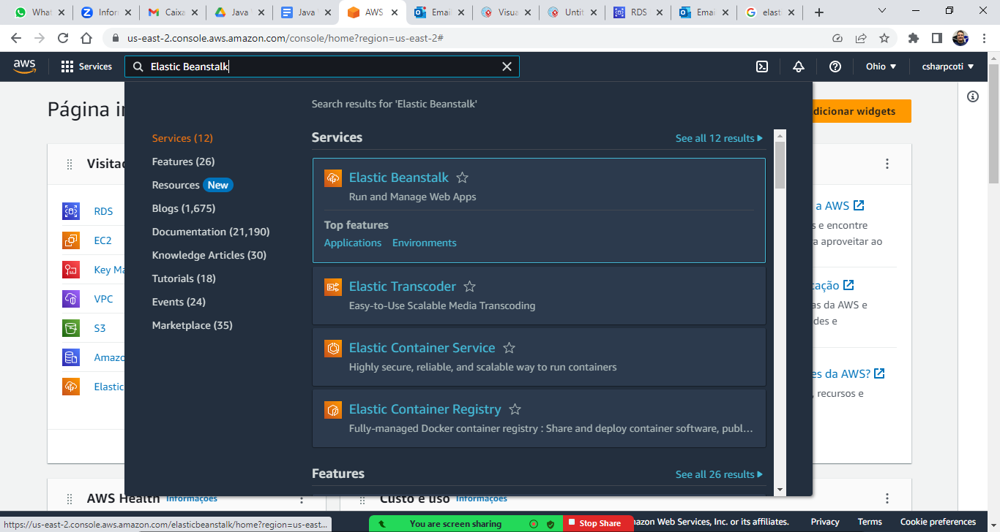 What
Infor
Caixa
Java
Java
AWS
Email
Visua
Untit
RDS
Emai
elast
us-east-2.console.aws.amazon.com/console/home?region=us-east-2#
aws
Services
Elastic Beanstalk
Ohio
csharpcoti
Página in
dicionar widgets
Search results for 'Elastic Beanstalk'
Services (12)
Features (26)
Resources New
Blogs (1,675)
Documentation (21,190)
Knowledge Articles (30)
Tutorials (18)
Events (24)
Marketplace (35)
Services
See all 12 results
Elastic Beanstalk
Run and Manage Web Apps
Top features
Applications Environments
Elastic Transcoder
Easy-to-Use Scalable Media Transcoding
Elastic Container Service
Highly secure, reliable, and scalable way to run containers
Elastic Container Registry
Fully-managed Docker container registry : Share and deploy container software, publ...
Features
See all 26 results
Visitad
RDS
EC2
Key Ma
VPC
S3
Amazo
Elastic
a AWS
s e encontre
ra aproveitar ao
cação
as da AWS e
des e
es da AWS?
, recursos e
AWS Health Informações
Custo e uso Informações
https://us-east-2.console.aws.amazon.com/elasticbeanstalk/home?region=us-east...
You are screen sharing
Stop Share
azon Web Services, Inc. or its affiliates.
Privacy
Terms
Cookie preferences